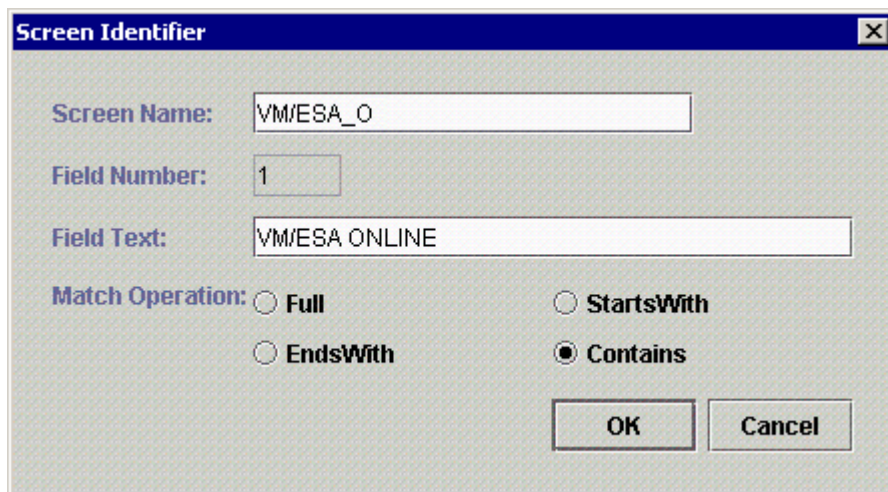 Screen Identifier
Screen Name: VM/ESA_O
Field Number: 1
Field Text: VM/ESA ONLINE
Match Operation: Full StartsWith
EndsWith Contains
OK Cancel